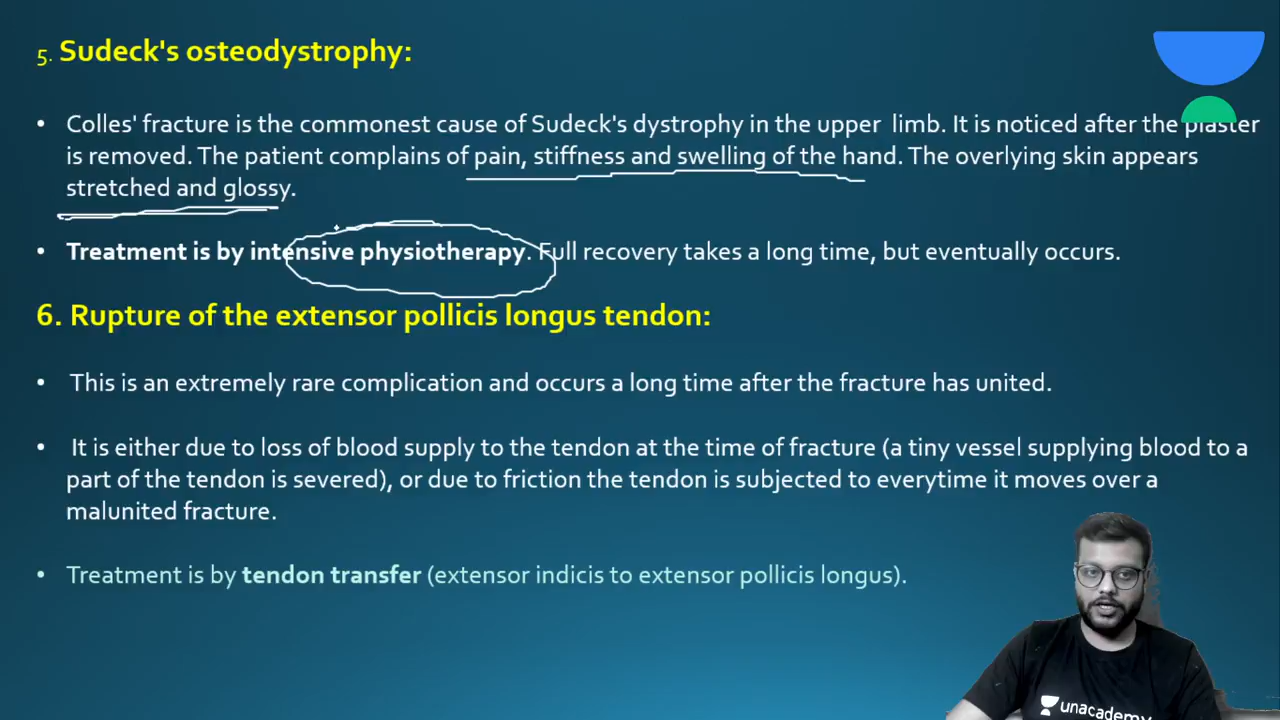 5. Sudeck's osteodystrophy:
• Colles' fracture is the commonest cause of Sudeck's dystrophy in the upper limb. It is noticed after the plaster
is removed. The patient complains of pain, stiffness and swelling of the hand. The overlying skin appears
stretched and glossy.
• Treatment is by intensive physiotherapy. Full recovery takes a long time, but eventually occurs.
6. Rupture of the extensor pollicis longus tendon:
• This is an extremely rare complication and occurs a long time after the fracture has united.
• It is either due to loss of blood supply to the tendon at the time of fracture (a tiny vessel supplying blood to a
part of the tendon is severed), or due to friction the tendon is subjected to everytime it moves over a
malunited fracture.
• Treatment is by tendon transfer (extensor indicis to extensor pollicis longus).
unacademy